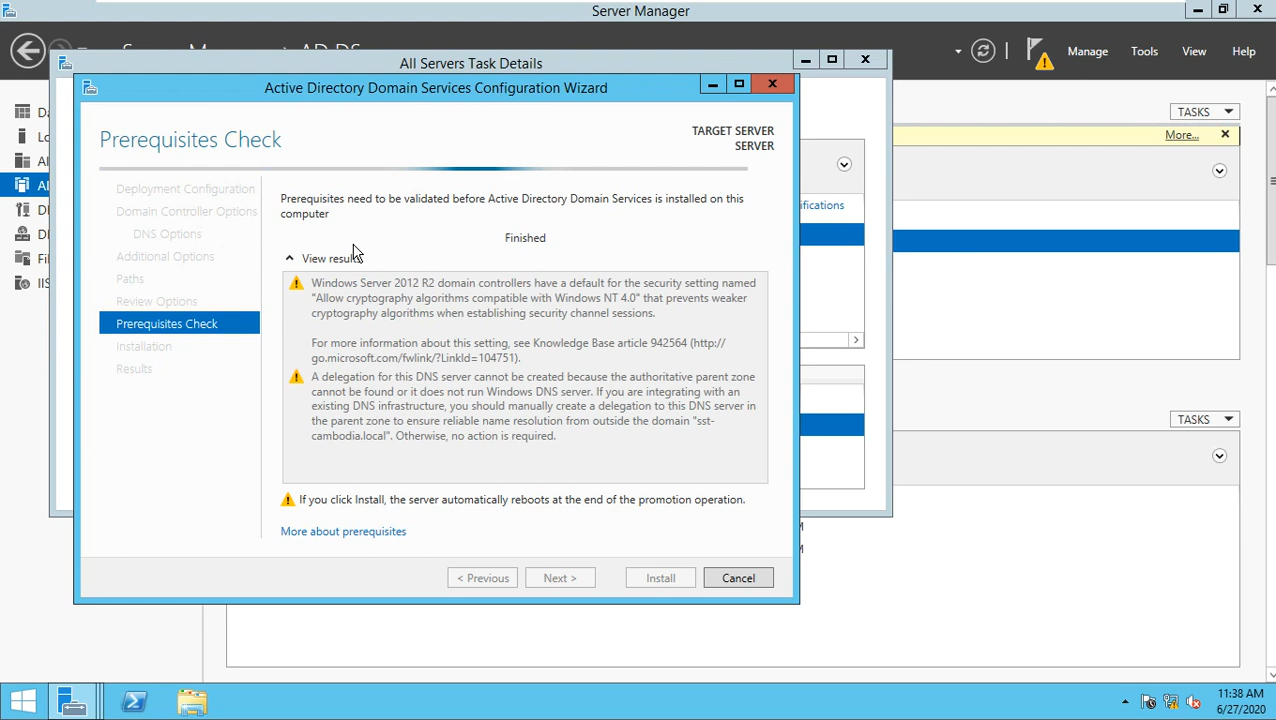 Server Manager
Manage Tools View Help
All Servers Task Details
Active Directory Domain Services Configuration Wizard
Prerequisites Check
TARGET SERVER
SERVER
TASKS
More...
Deployment Configuration
Domain Controller Options
DNS Options
Additional Options
Paths
Review Options
Prerequisites Check
Installation
Results
Prerequisites need to be validated before Active Directory Domain Services is installed on this
computer
Finished
View results
Windows Server 2012 R2 domain controllers have a default for the security setting named
"Allow cryptography algorithms compatible with Windows NT 4.0" that prevents weaker
cryptography algorithms when establishing security channel sessions.
For more information about this setting, see Knowledge Base article 942564 (http://
go.microsoft.com/fwlink/?LinkId=104751).
A delegation for this DNS server cannot be created because the authoritative parent zone
cannot be found or it does not run Windows DNS server. If you are integrating with an
existing DNS infrastructure, you should manually create a delegation to this DNS server in
the parent zone to ensure reliable name resolution from outside the domain "sst-
cambodia.local". Otherwise, no action is required.
If you click Install, the server automatically reboots at the end of the promotion operation.
More about prerequisites
< Previous
Next >
Install
Cancel
TASKS
11:38 AM
6/27/2020